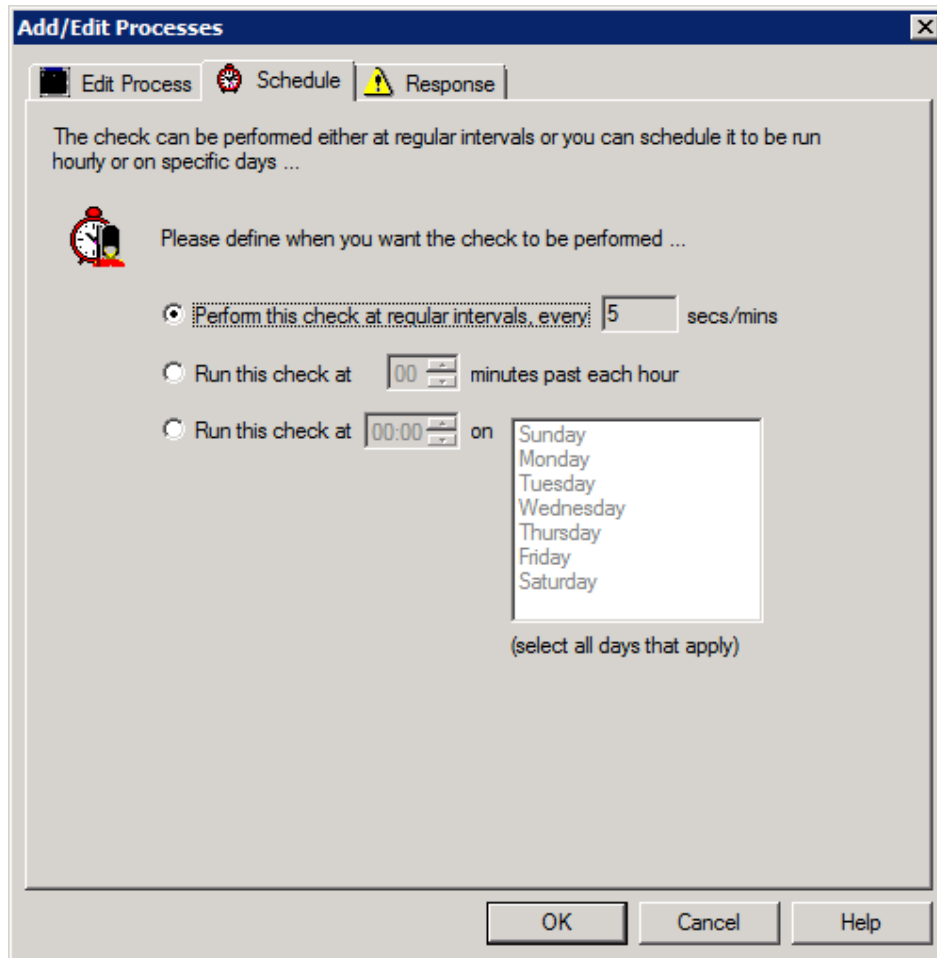 Add/Edit Processes
Edit Process Schedule Response
The check can be performed either at regular intervals or you can schedule it to be run
hourly or on specific days ...
Please define when you want the check to be performed ...
Perform this check at regular intervals, every 5 secs/mins
Run this check at 00 minutes past each hour
Run this check at 00:00 on
Sunday
Monday
Tuesday
Wednesday
Thursday
Friday
Saturday
(select all days that apply)
OK Cancel Help